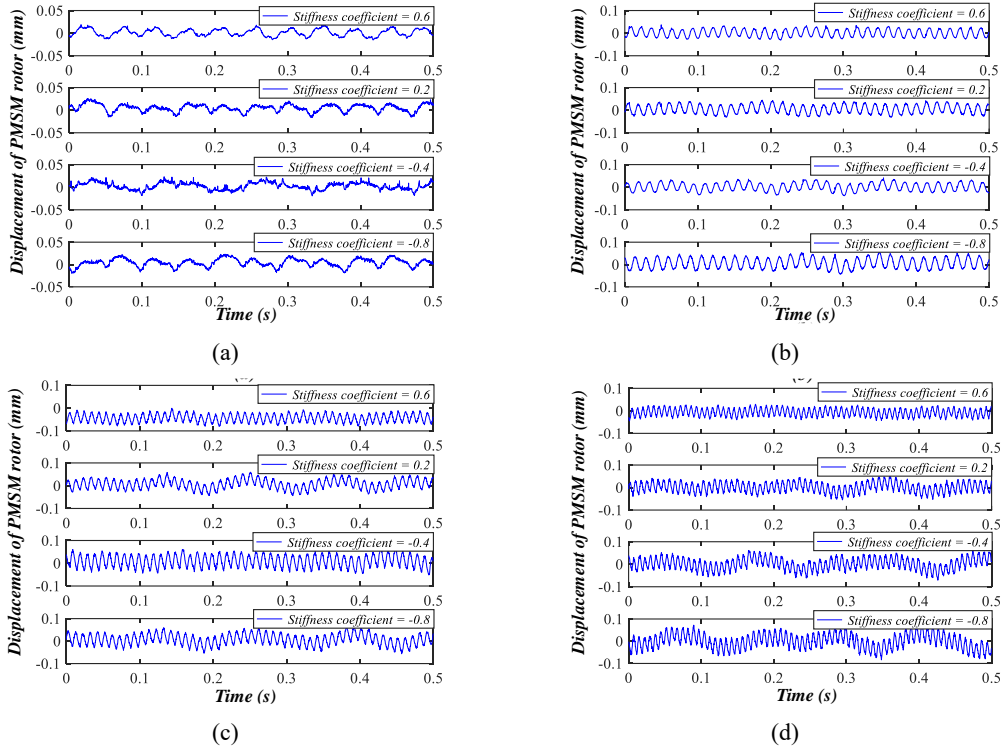 Displacement of PMSM rotor (mm)
0.05
0
-0.05
Stiffness coefficient = 0.6
0 0.1 0.2 0.3 0.4 0.5
0.05
0
-0.05
Stiffness coefficient = 0.2
0 0.1 0.2 0.3 0.4 0.5
0.05
0
-0.05
Stiffness coefficient = -0.4
0 0.1 0.2 0.3 0.4 0.5
0.05
0
-0.05
Stiffness coefficient = -0.8
0 0.1 0.2 0.3 0.4 0.5
Time (s)
(a)
Displacement of PMSM rotor (mm)
0.1
0
-0.1
Stiffness coefficient = 0.6
0 0.1 0.2 0.3 0.4 0.5
0.1
0
-0.1
Stiffness coefficient = 0.2
0 0.1 0.2 0.3 0.4 0.5
0.1
0
-0.1
Stiffness coefficient = -0.4
0 0.1 0.2 0.3 0.4 0.5
0.1
0
-0.1
Stiffness coefficient = -0.8
0 0.1 0.2 0.3 0.4 0.5
Time (s)
(b)
Displacement of PMSM rotor (mm)
0.1
0
-0.1
Stiffness coefficient = 0.6
0 0.1 0.2 0.3 0.4 0.5
0.1
0
-0.1
Stiffness coefficient = 0.2
0 0.1 0.2 0.3 0.4 0.5
0.1
0
-0.1
Stiffness coefficient = -0.4
0 0.1 0.2 0.3 0.4 0.5
0.1
0
-0.1
Stiffness coefficient = -0.8
0 0.1 0.2 0.3 0.4 0.5
Time (s)
(c)
Displacement of PMSM rotor (mm)
0.1
0
-0.1
Stiffness coefficient = 0.6
0 0.1 0.2 0.3 0.4 0.5
0.1
0
-0.1
Stiffness coefficient = 0.2
0 0.1 0.2 0.3 0.4 0.5
0.1
0
-0.1
Stiffness coefficient = -0.4
0 0.1 0.2 0.3 0.4 0.5
0.1
0
-0.1
Stiffness coefficient = -0.8
0 0.1 0.2 0.3 0.4 0.5
Time (s)
(d)